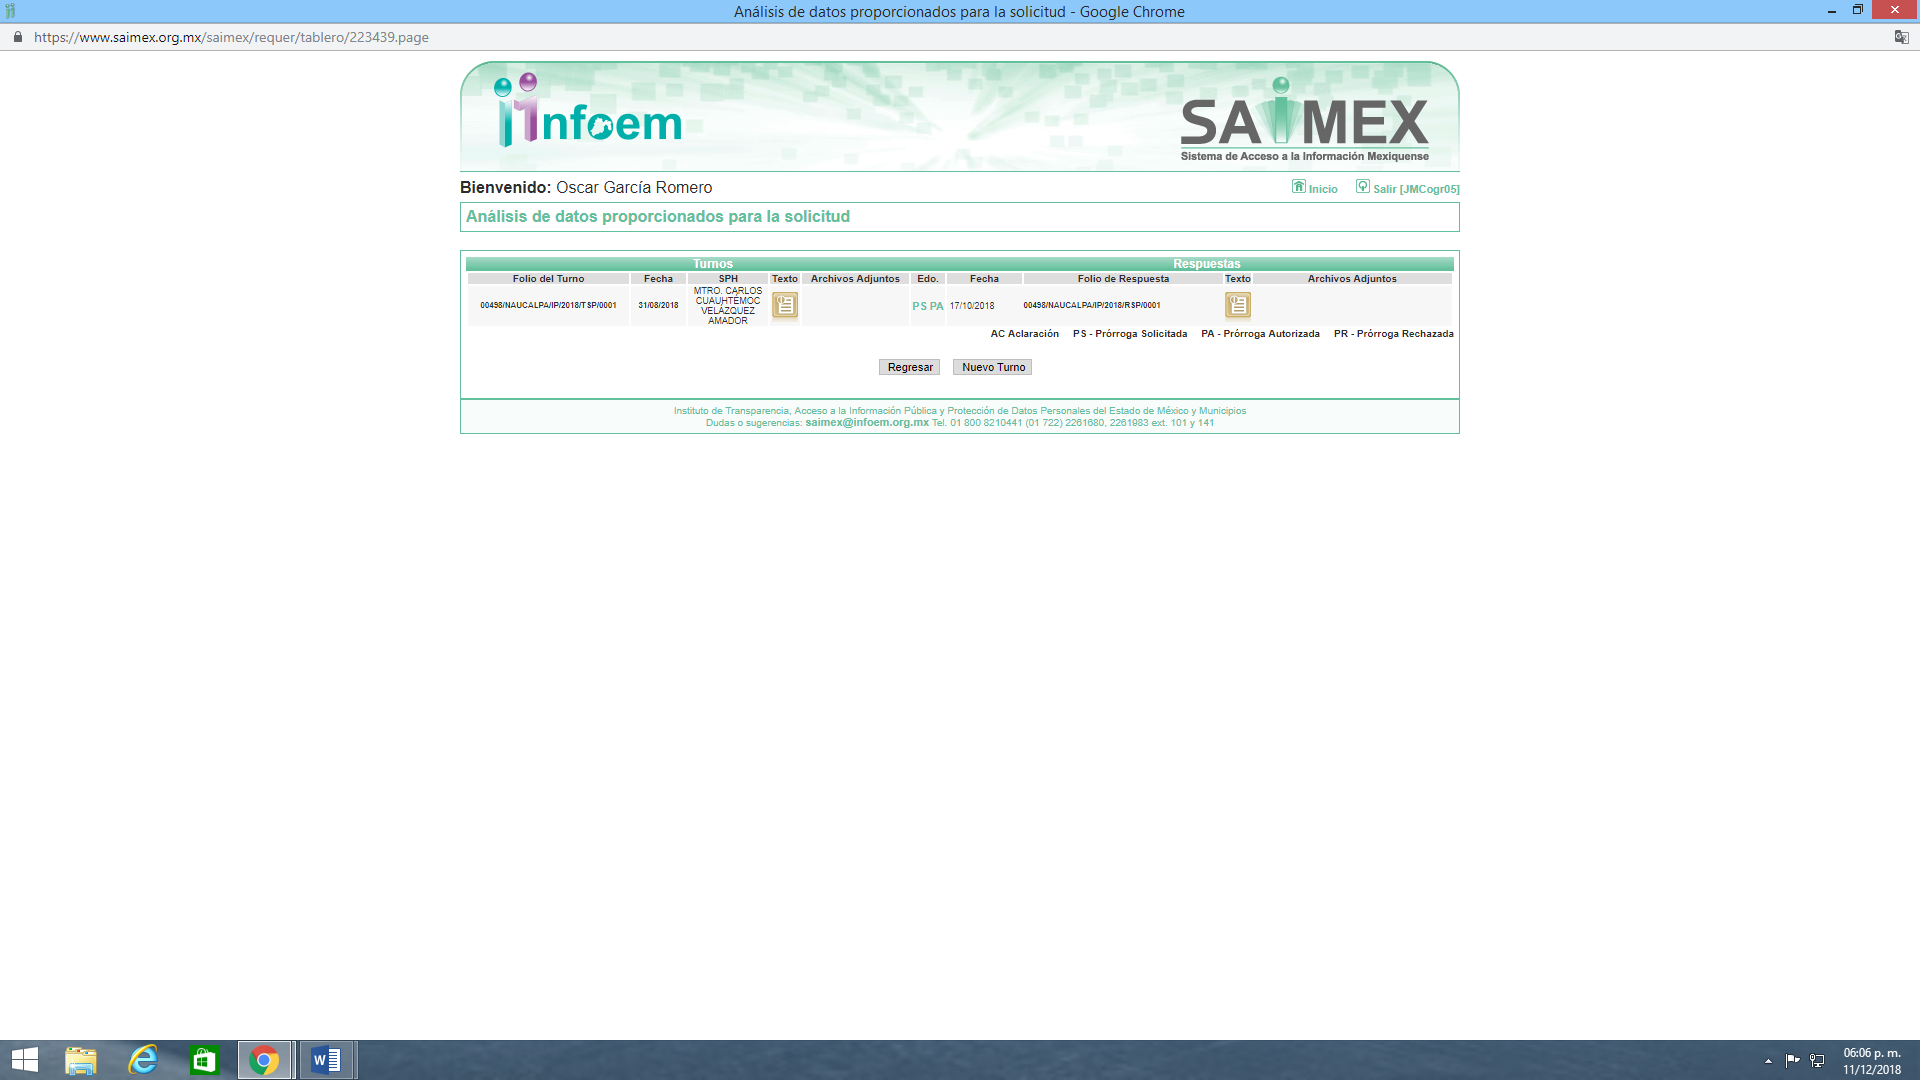 Análisis de datos proporcionados para la solicitud - Google Chrome
https://www.saimex.org.mx/saimex/requer/tablero/223439.page
infoem
SAIMEX
Sistema de Acceso a la Información Mexiquense
Bienvenido: Oscar García Romero
Inicio Salir [JMCogr05]
Análisis de datos proporcionados para la solicitud
Turnos Respuestas
Folio del Turno Fecha SPH Texto Archivos Adjuntos Edo. Fecha Folio de Respuesta Texto Archivos Adjuntos
00498/NAUCALPA/IP/2018/TSP/0001 31/08/2018 MTRO. CARLOS CUAUHTÉMOC VELÁZQUEZ AMADOR PS PA 17/10/2018 00498/NAUCALPA/IP/2018/RSP/0001
AC Aclaración PS - Prórroga Solicitada PA - Prórroga Autorizada PR - Prórroga Rechazada
Regresar Nuevo Turno
Instituto de Transparencia, Acceso a la Información Pública y Protección de Datos Personales del Estado de México y Municipios
Dudas o sugerencias: saimex@infoem.org.mx Tel. 01 800 8210441 (01 722) 2261680, 2261983 ext. 101 y 141
06:06 p. m.
11/12/2018